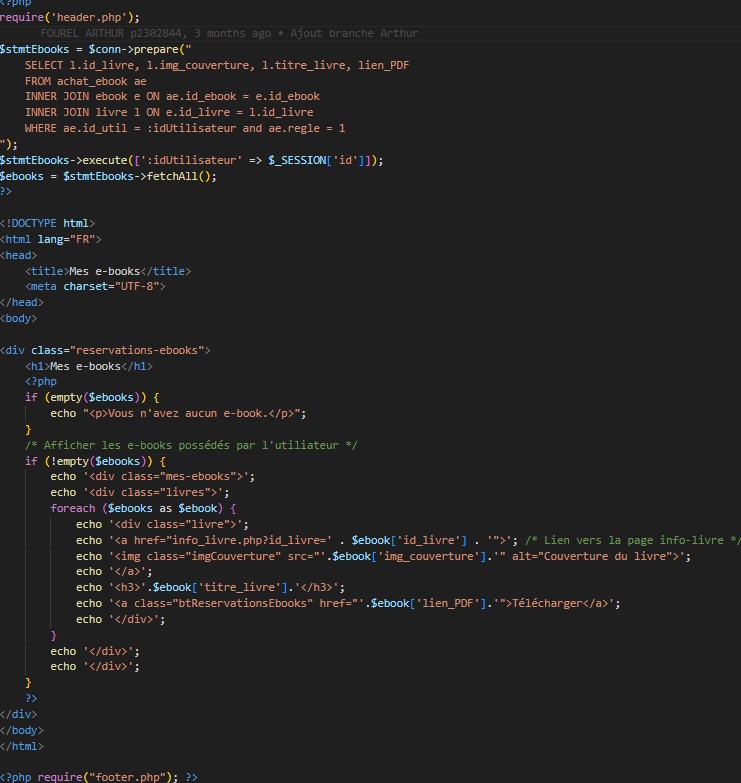 <?php
require('header.php');
FOUREL ARTHUR p2302844, 3 months ago • Ajout branche Arthur
$stmtEbooks = $conn->prepare("
    SELECT l.id_livre, l.img_couverture, l.titre_livre, lien_PDF
    FROM achat_ebook ae
    INNER JOIN ebook e ON ae.id_ebook = e.id_ebook
    INNER JOIN livre l ON e.id_livre = l.id_livre
    WHERE ae.id_util = :idUtilisateur and ae.regle = 1
");
$stmtEbooks->execute([':idUtilisateur' => $_SESSION['id']]);
$ebooks = $stmtEbooks->fetchAll();
?>
<!DOCTYPE html>
<html lang="FR">
<head>
    <title>Mes e-books</title>
    <meta charset="UTF-8">
</head>
<body>
<div class="reservations-ebooks">
    <h1>Mes e-books</h1>
    <?php
    if (empty($ebooks)) {
        echo "<p>Vous n'avez aucun e-book.</p>";
    }
    /* Afficher les e-books possédés par l'utiliateur */
    if (!empty($ebooks)) {
        echo '<div class="mes-ebooks">';
        echo '<div class="livres">';
        foreach ($ebooks as $ebook) {
            echo '<div class="livre">';
            echo '<a href="info_livre.php?id_livre=' . $ebook['id_livre'] . '">'; /* Lien vers la page info-livre */
            echo '<img class="imgCouverture" src="'.$ebook['img_couverture'].'" alt="Couverture du livre">';
            echo '</a>';
            echo '<h3>'.$ebook['titre_livre'].'</h3>';
            echo '<a class="btReservationsEbooks" href="'.$ebook['lien_PDF'].'">Télécharger</a>';
            echo '</div>';
        }
        echo '</div>';
        echo '</div>';
    }
    ?>
</div>
</body>
</html>
<?php require("footer.php"); ?>